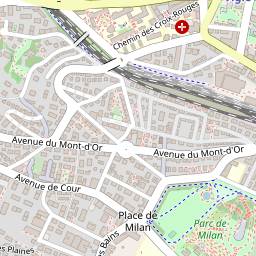 Chemin des Croix-Rouges
Avenue du Mont-d'Or
Avenue du Mont-d'Or
Avenue de Cour
Place de
Milan
Parc de
Milan
Bains
es Plaines